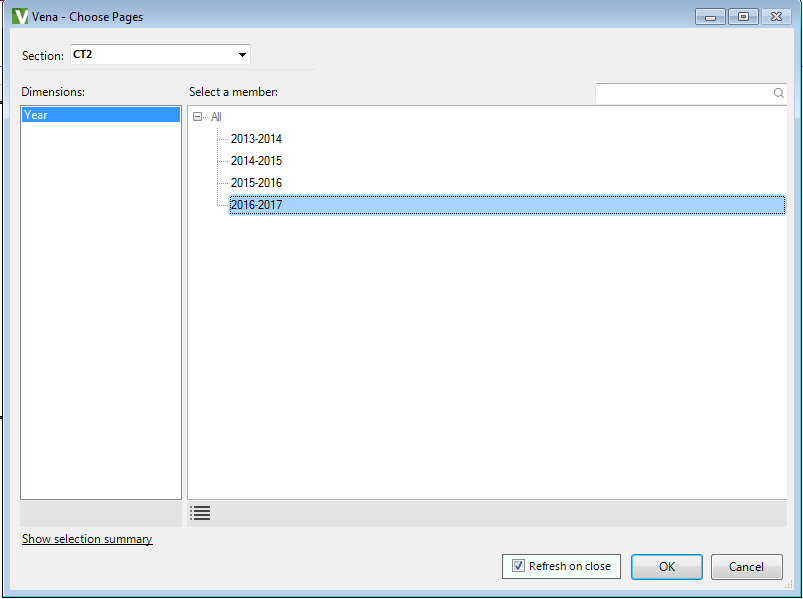 Vena - Choose Pages
Section: CT2
Dimensions:
Select a member:
Year
All
2013-2014
2014-2015
2015-2016
2016-2017
Show selection summary
Refresh on close
OK
Cancel